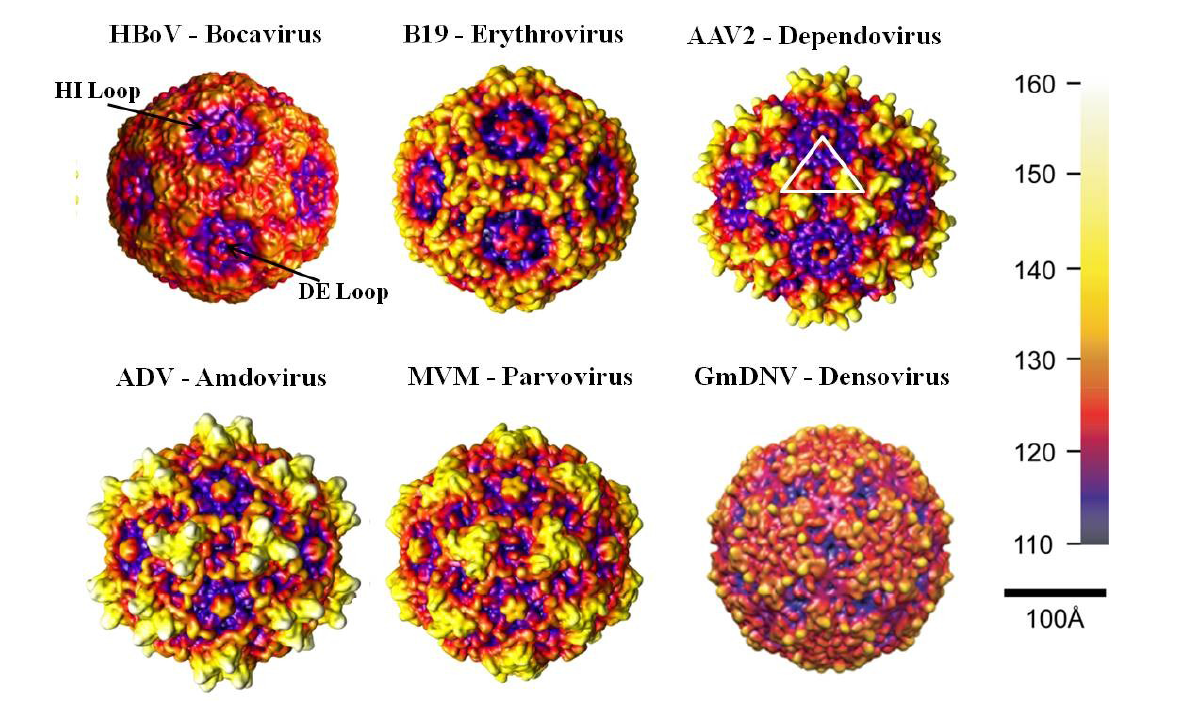 HBoV - Bocavirus
B19 - Erythrovirus
AAV2 - Dependovirus
HI Loop
DE Loop
ADV - Amdovirus
MVM - Parvovirus
GmDNV - Densovirus
160
150
140
130
120
110
100Å